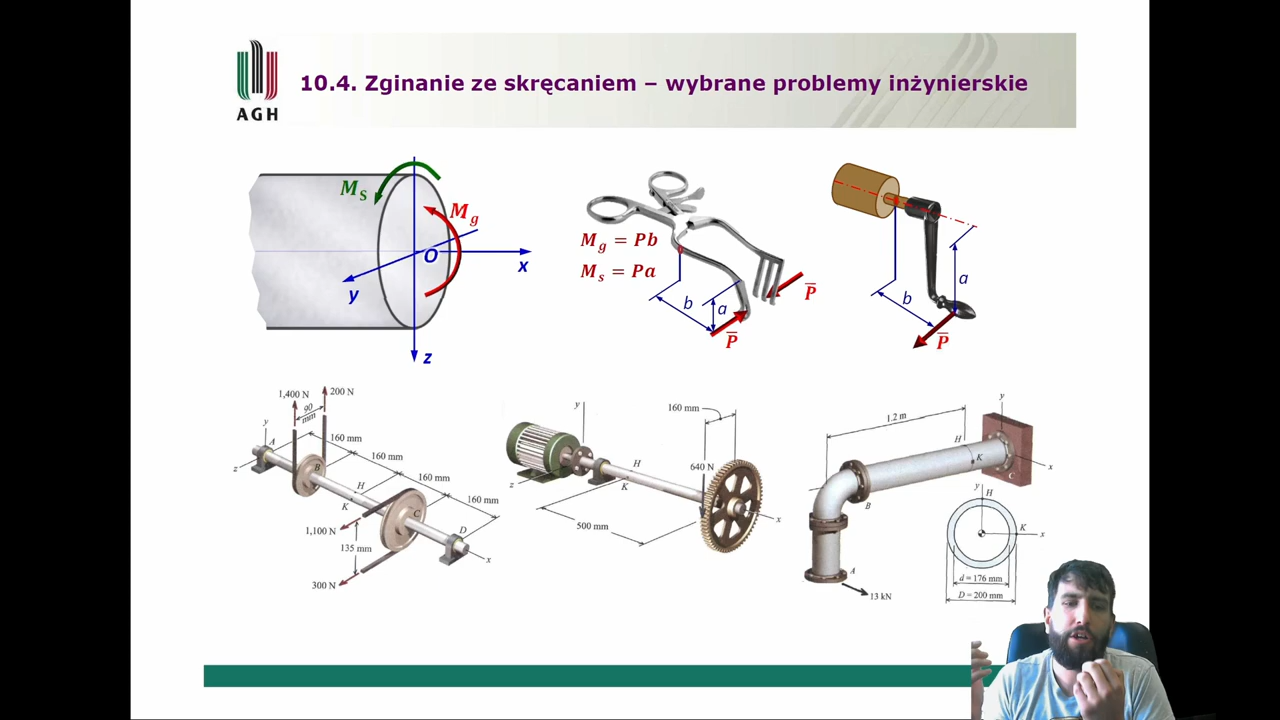 AGH
10.4. Zginanie ze skręcaniem – wybrane problemy inżynierskie
M_S
M_g
O
x
y
z
M_g = Pb
M_s = Pa
b
a
P̅
P̅
a
b
P̅
1,400 N
200 N
90 mm
y
A
z
160 mm
B
160 mm
H
K
160 mm
C
160 mm
D
x
1,100 N
135 mm
300 N
y
160 mm
640 N
H
K
z
x
500 mm
1.2 m
y
H
K
x
C
B
A
13 kN
y
H
K
x
d = 176 mm
D = 200 mm